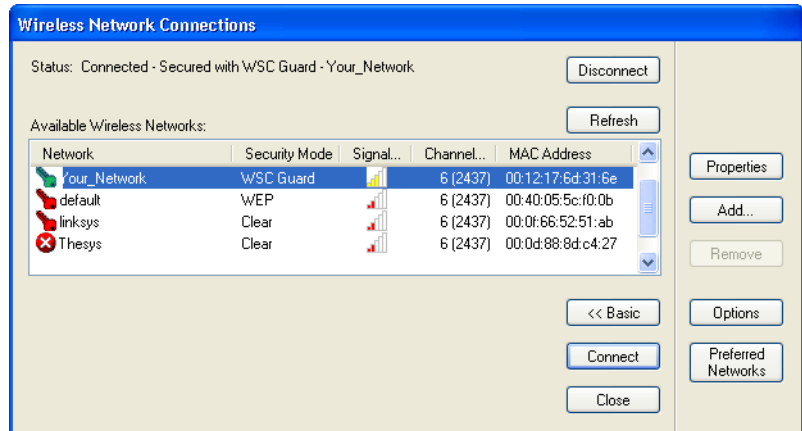 Wireless Network Connections
Status: Connected - Secured with WSC Guard - Your_Network
Disconnect
Refresh
Available Wireless Networks:
Network Security Mode Signal... Channel... MAC Address
Your_Network WSC Guard 6 (2437) 00:12:17:6d:31:6e
default WEP 6 (2437) 00:40:05:5c:f0:0b
linksys Clear 6 (2437) 00:0f:66:52:51:ab
Thesys Clear 6 (2437) 00:0d:88:8d:c4:27
<< Basic
Connect
Close
Properties
Add...
Remove
Options
Preferred
Networks